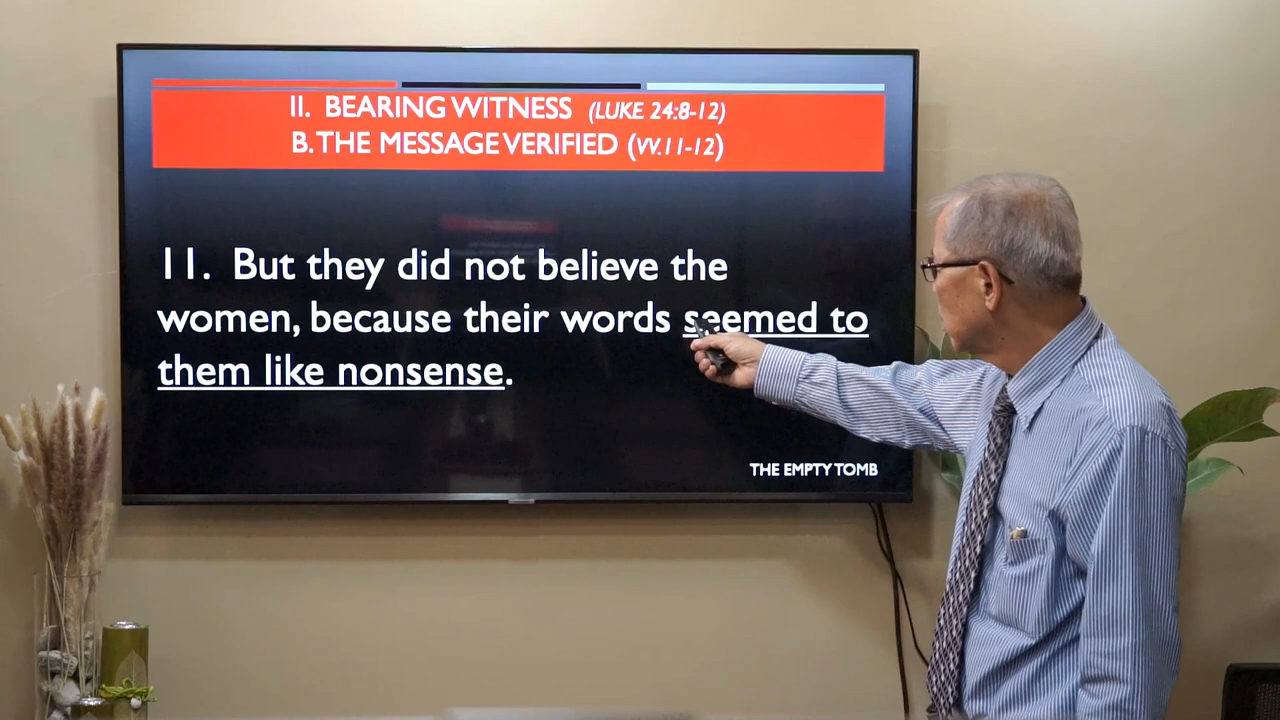 II. BEARING WITNESS (LUKE 24:8-12)
B. THE MESSAGE VERIFIED (VV.11-12)
11. But they did not believe the
women, because their words seemed to
them like nonsense.
THE EMPTY TOMB